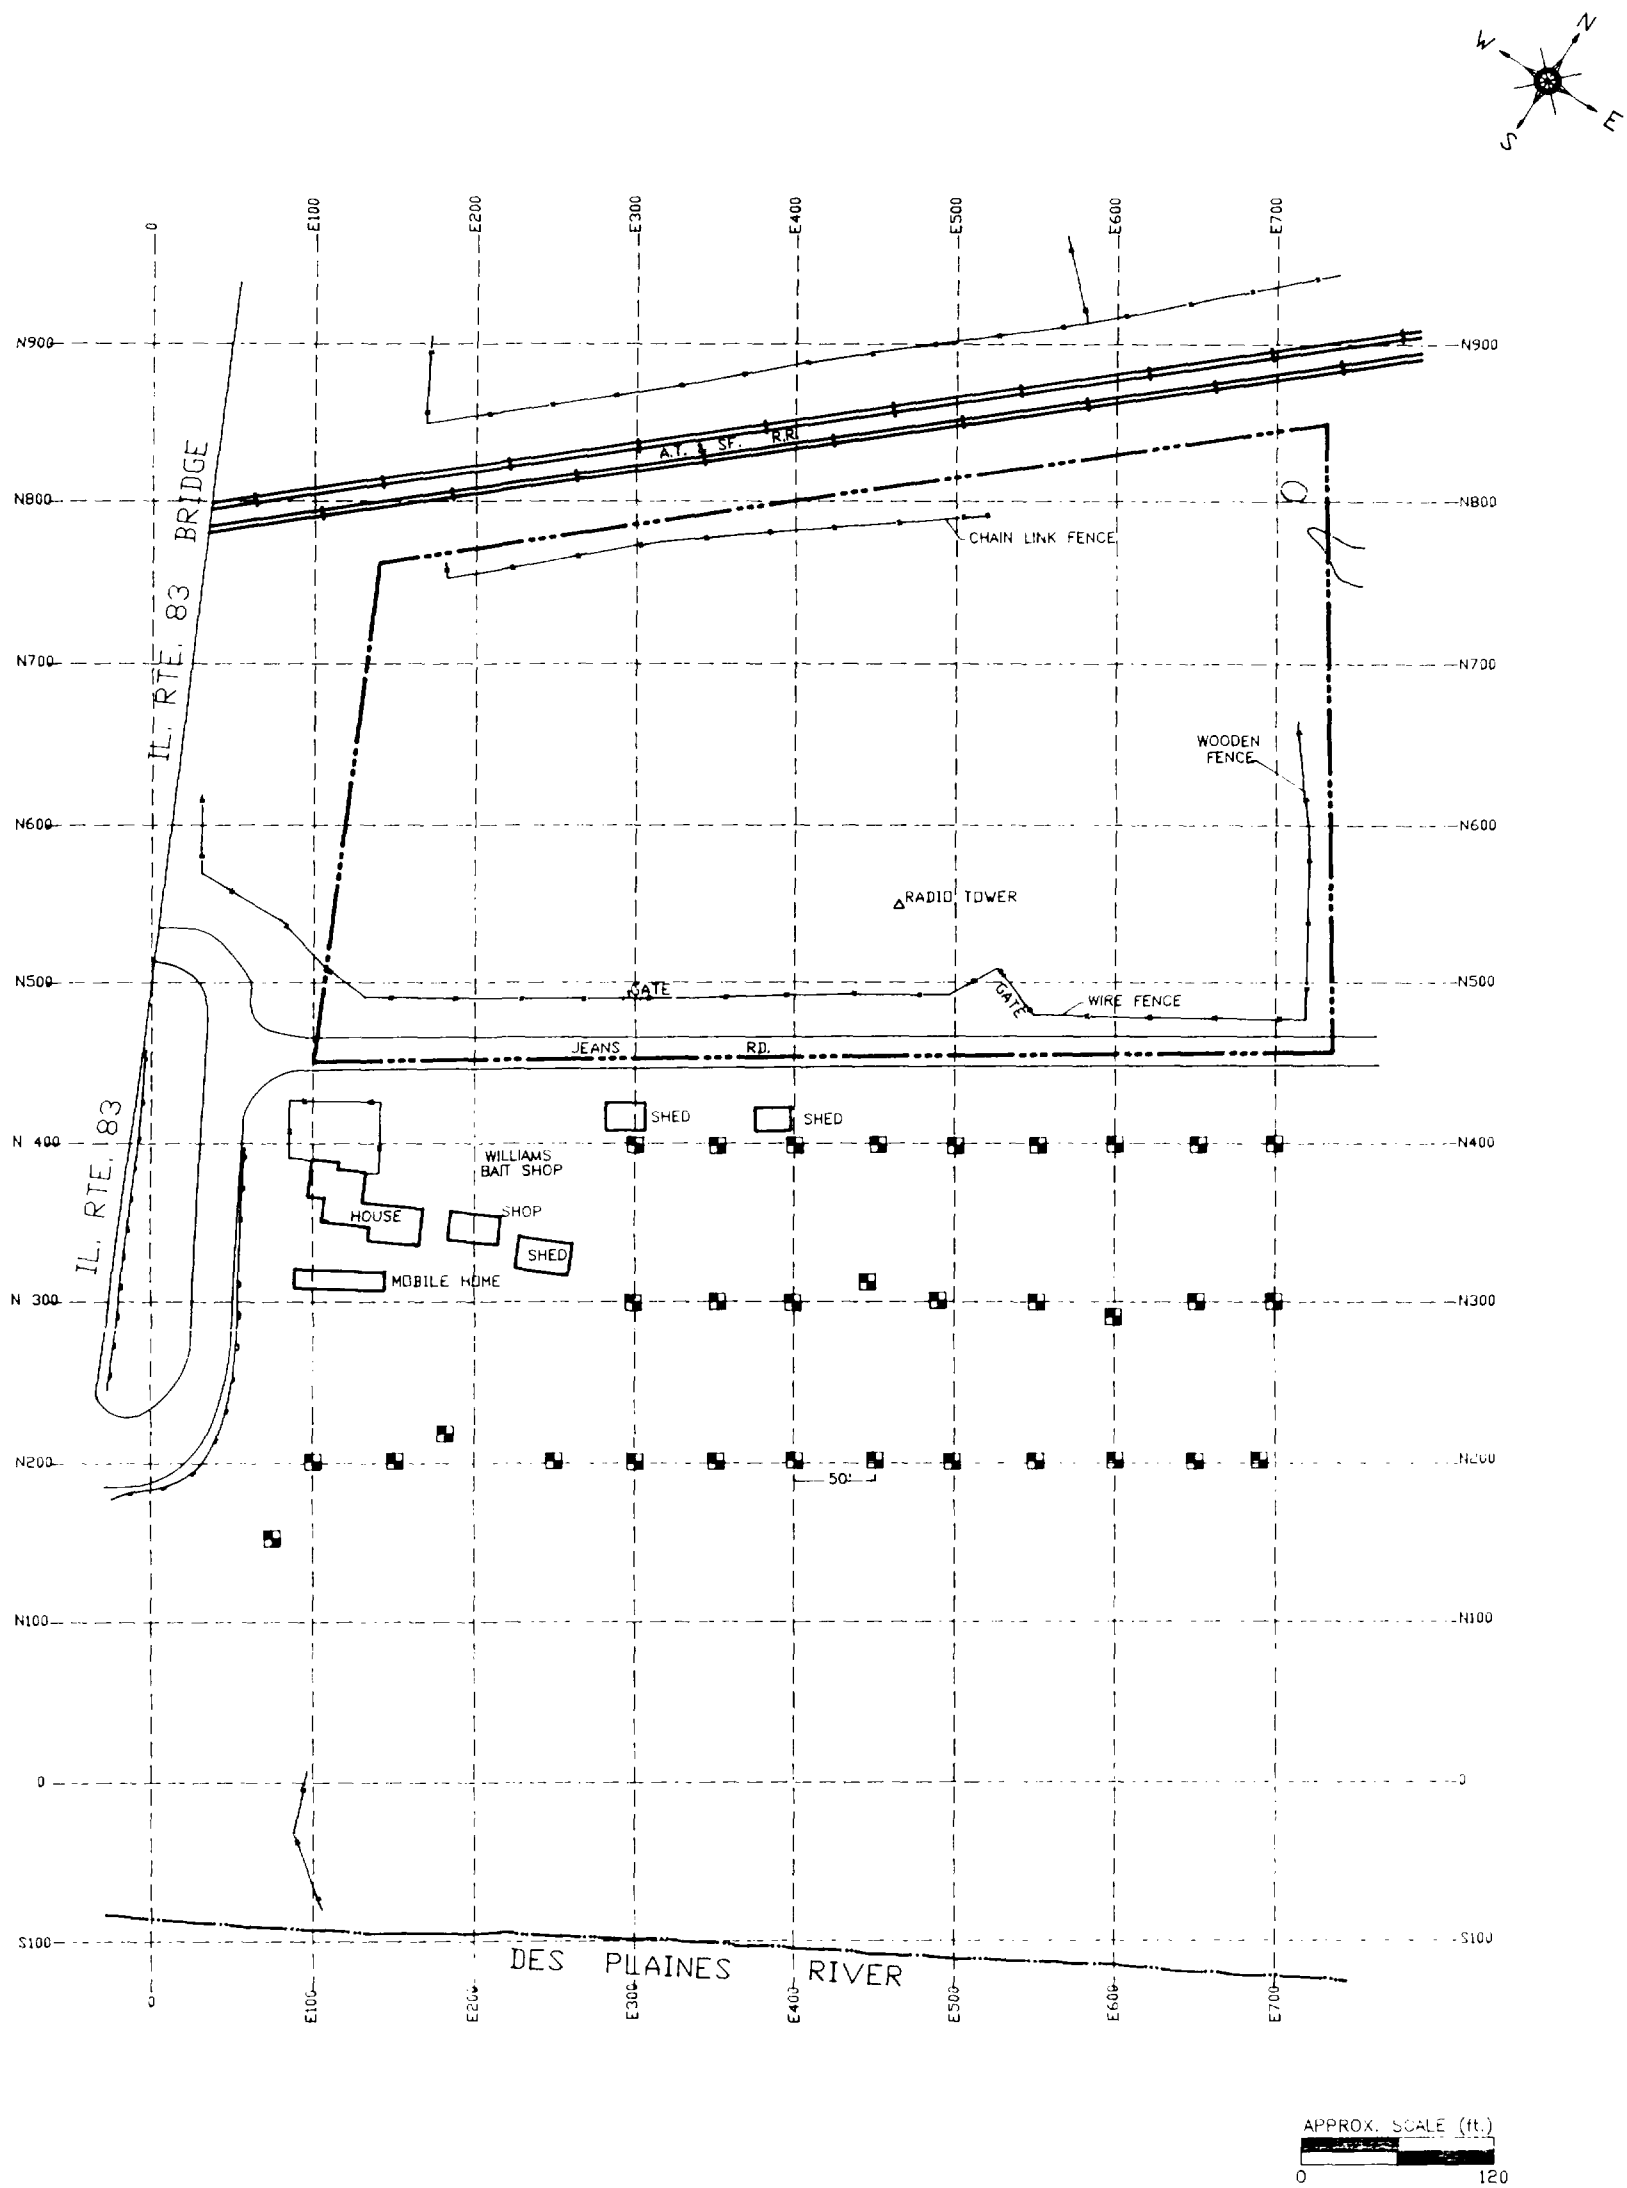 N
W
E
S
0
E100
E200
E300
E400
E500
E600
E700
N900
N900
A.T. & SF. R.R.
N800
N800
CHAIN LINK FENCE
IL. RTE. 83 BRIDGE
N700
N700
WOODEN
FENCE
N600
N600
RADIO TOWER
N500
GATE
GATE
WIRE FENCE
N500
JEANS RD.
SHED
SHED
N 400
N400
WILLIAMS
BAIT SHOP
IL. RTE. 83
HOUSE
SHOP
SHED
MOBILE HOME
N 300
N300
N200
N200
50'
N100
N100
0
0
S100
S100
DES PLAINES RIVER
0
E100
E200
E300
E400
E500
E600
E700
APPROX. SCALE (ft.)
0
120